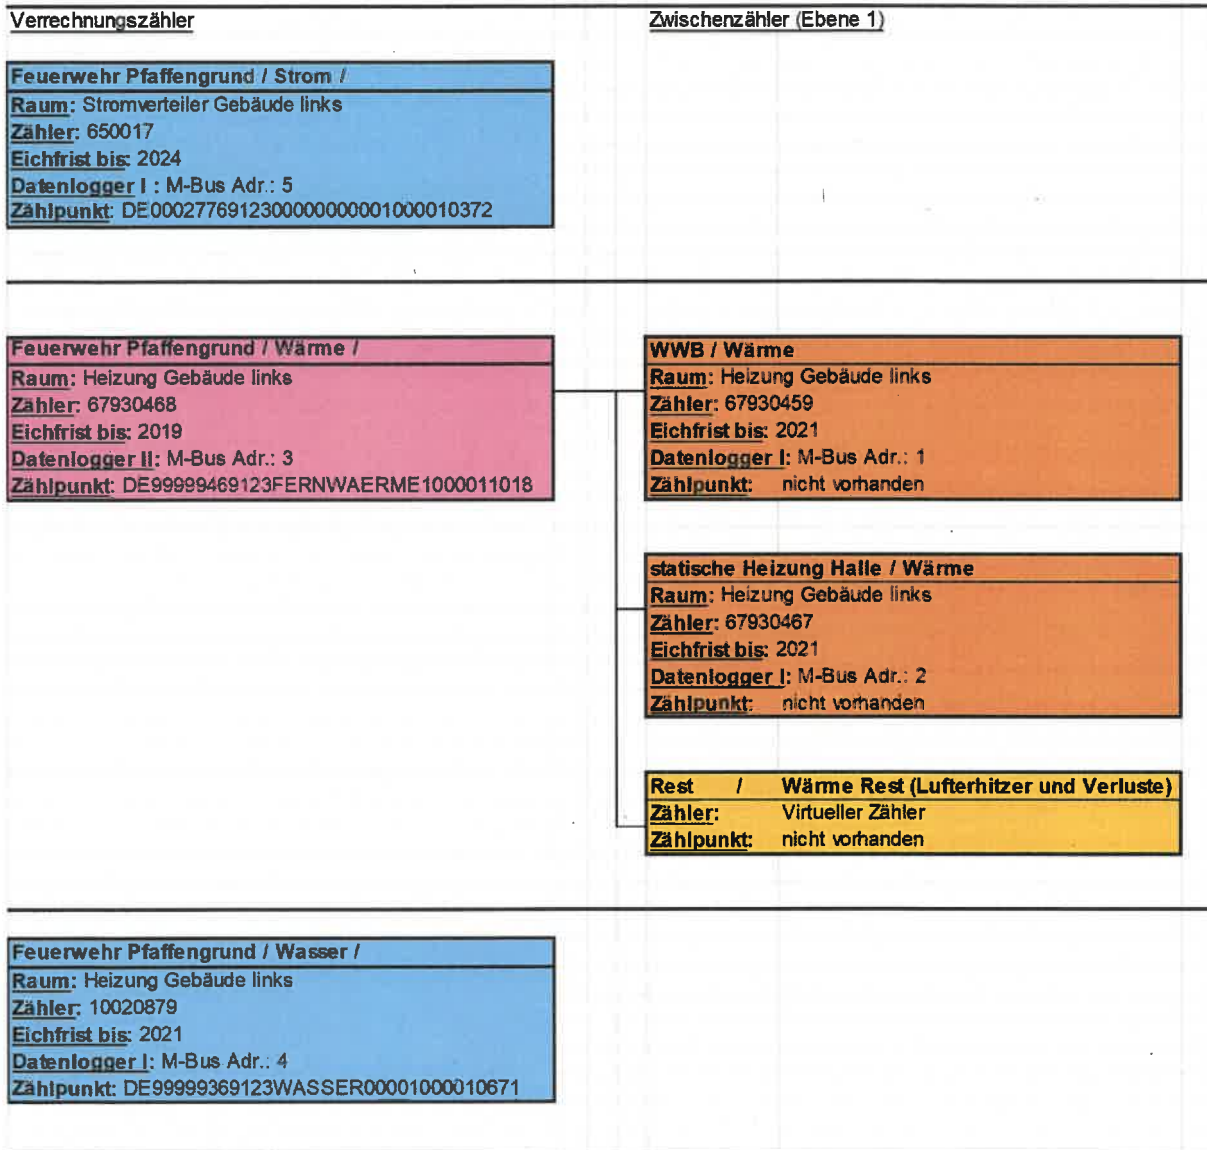 Verrechnungszähler
Zwischenzähler (Ebene 1)
Feuerwehr Pfaffengrund / Strom /
Raum: Stromverteiler Gebäude links
Zähler: 650017
Eichfrist bis: 2024
Datenlogger I : M-Bus Adr.: 5
Zählpunkt: DE0002776912300000000001000010372
Feuerwehr Pfaffengrund / Wärme /
Raum: Heizung Gebäude links
Zähler: 67930468
Eichfrist bis: 2019
Datenlogger II: M-Bus Adr.: 3
Zählpunkt: DE99999469123FERNWAERME1000011018
WWB / Wärme
Raum: Heizung Gebäude links
Zähler: 67930459
Eichfrist bis: 2021
Datenlogger I: M-Bus Adr.: 1
Zählpunkt: nicht vorhanden
statische Heizung Halle / Wärme
Raum: Heizung Gebäude links
Zähler: 67930467
Eichfrist bis: 2021
Datenlogger I: M-Bus Adr.: 2
Zählpunkt: nicht vorhanden
Rest / Wärme Rest (Lufterhitzer und Verluste)
Zähler: Virtueller Zähler
Zählpunkt: nicht vorhanden
Feuerwehr Pfaffengrund / Wasser /
Raum: Heizung Gebäude links
Zähler: 10020879
Eichfrist bis: 2021
Datenlogger I: M-Bus Adr.: 4
Zählpunkt: DE99999369123WASSER00001000010671